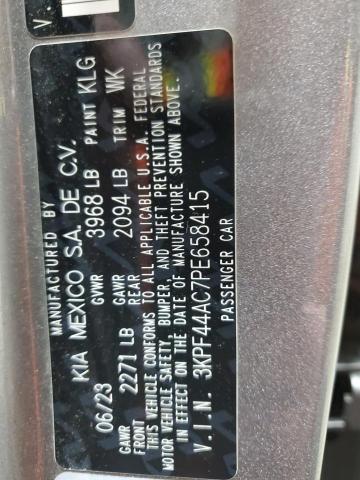 V
MANUFACTURED BY
KIA MEXICO S.A. DE C.V.
06/23 GVWR 3968 LB PAINT KLG
GAWR FRONT 2271 LB GAWR REAR 2094 LB TRIM WK
THIS VEHICLE CONFORMS TO ALL APPLICABLE U.S.A. FEDERAL
MOTOR VEHICLE SAFETY, BUMPER, AND THEFT PREVENTION STANDARDS
IN EFFECT ON THE DATE OF MANUFACTURE SHOWN ABOVE.
V.I.N. 3KPF44AC7PE658415
PASSENGER CAR